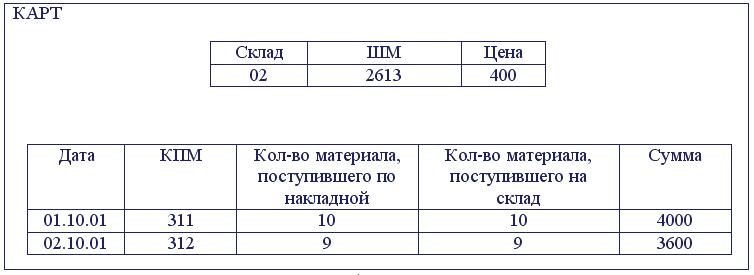 КАРТ
Склад ШМ Цена
02 2613 400
Дата КПМ Кол-во материала, Кол-во материала, Сумма
поступившего по поступившего на
накладной склад
01.10.01 311 10 10 4000
02.10.01 312 9 9 3600